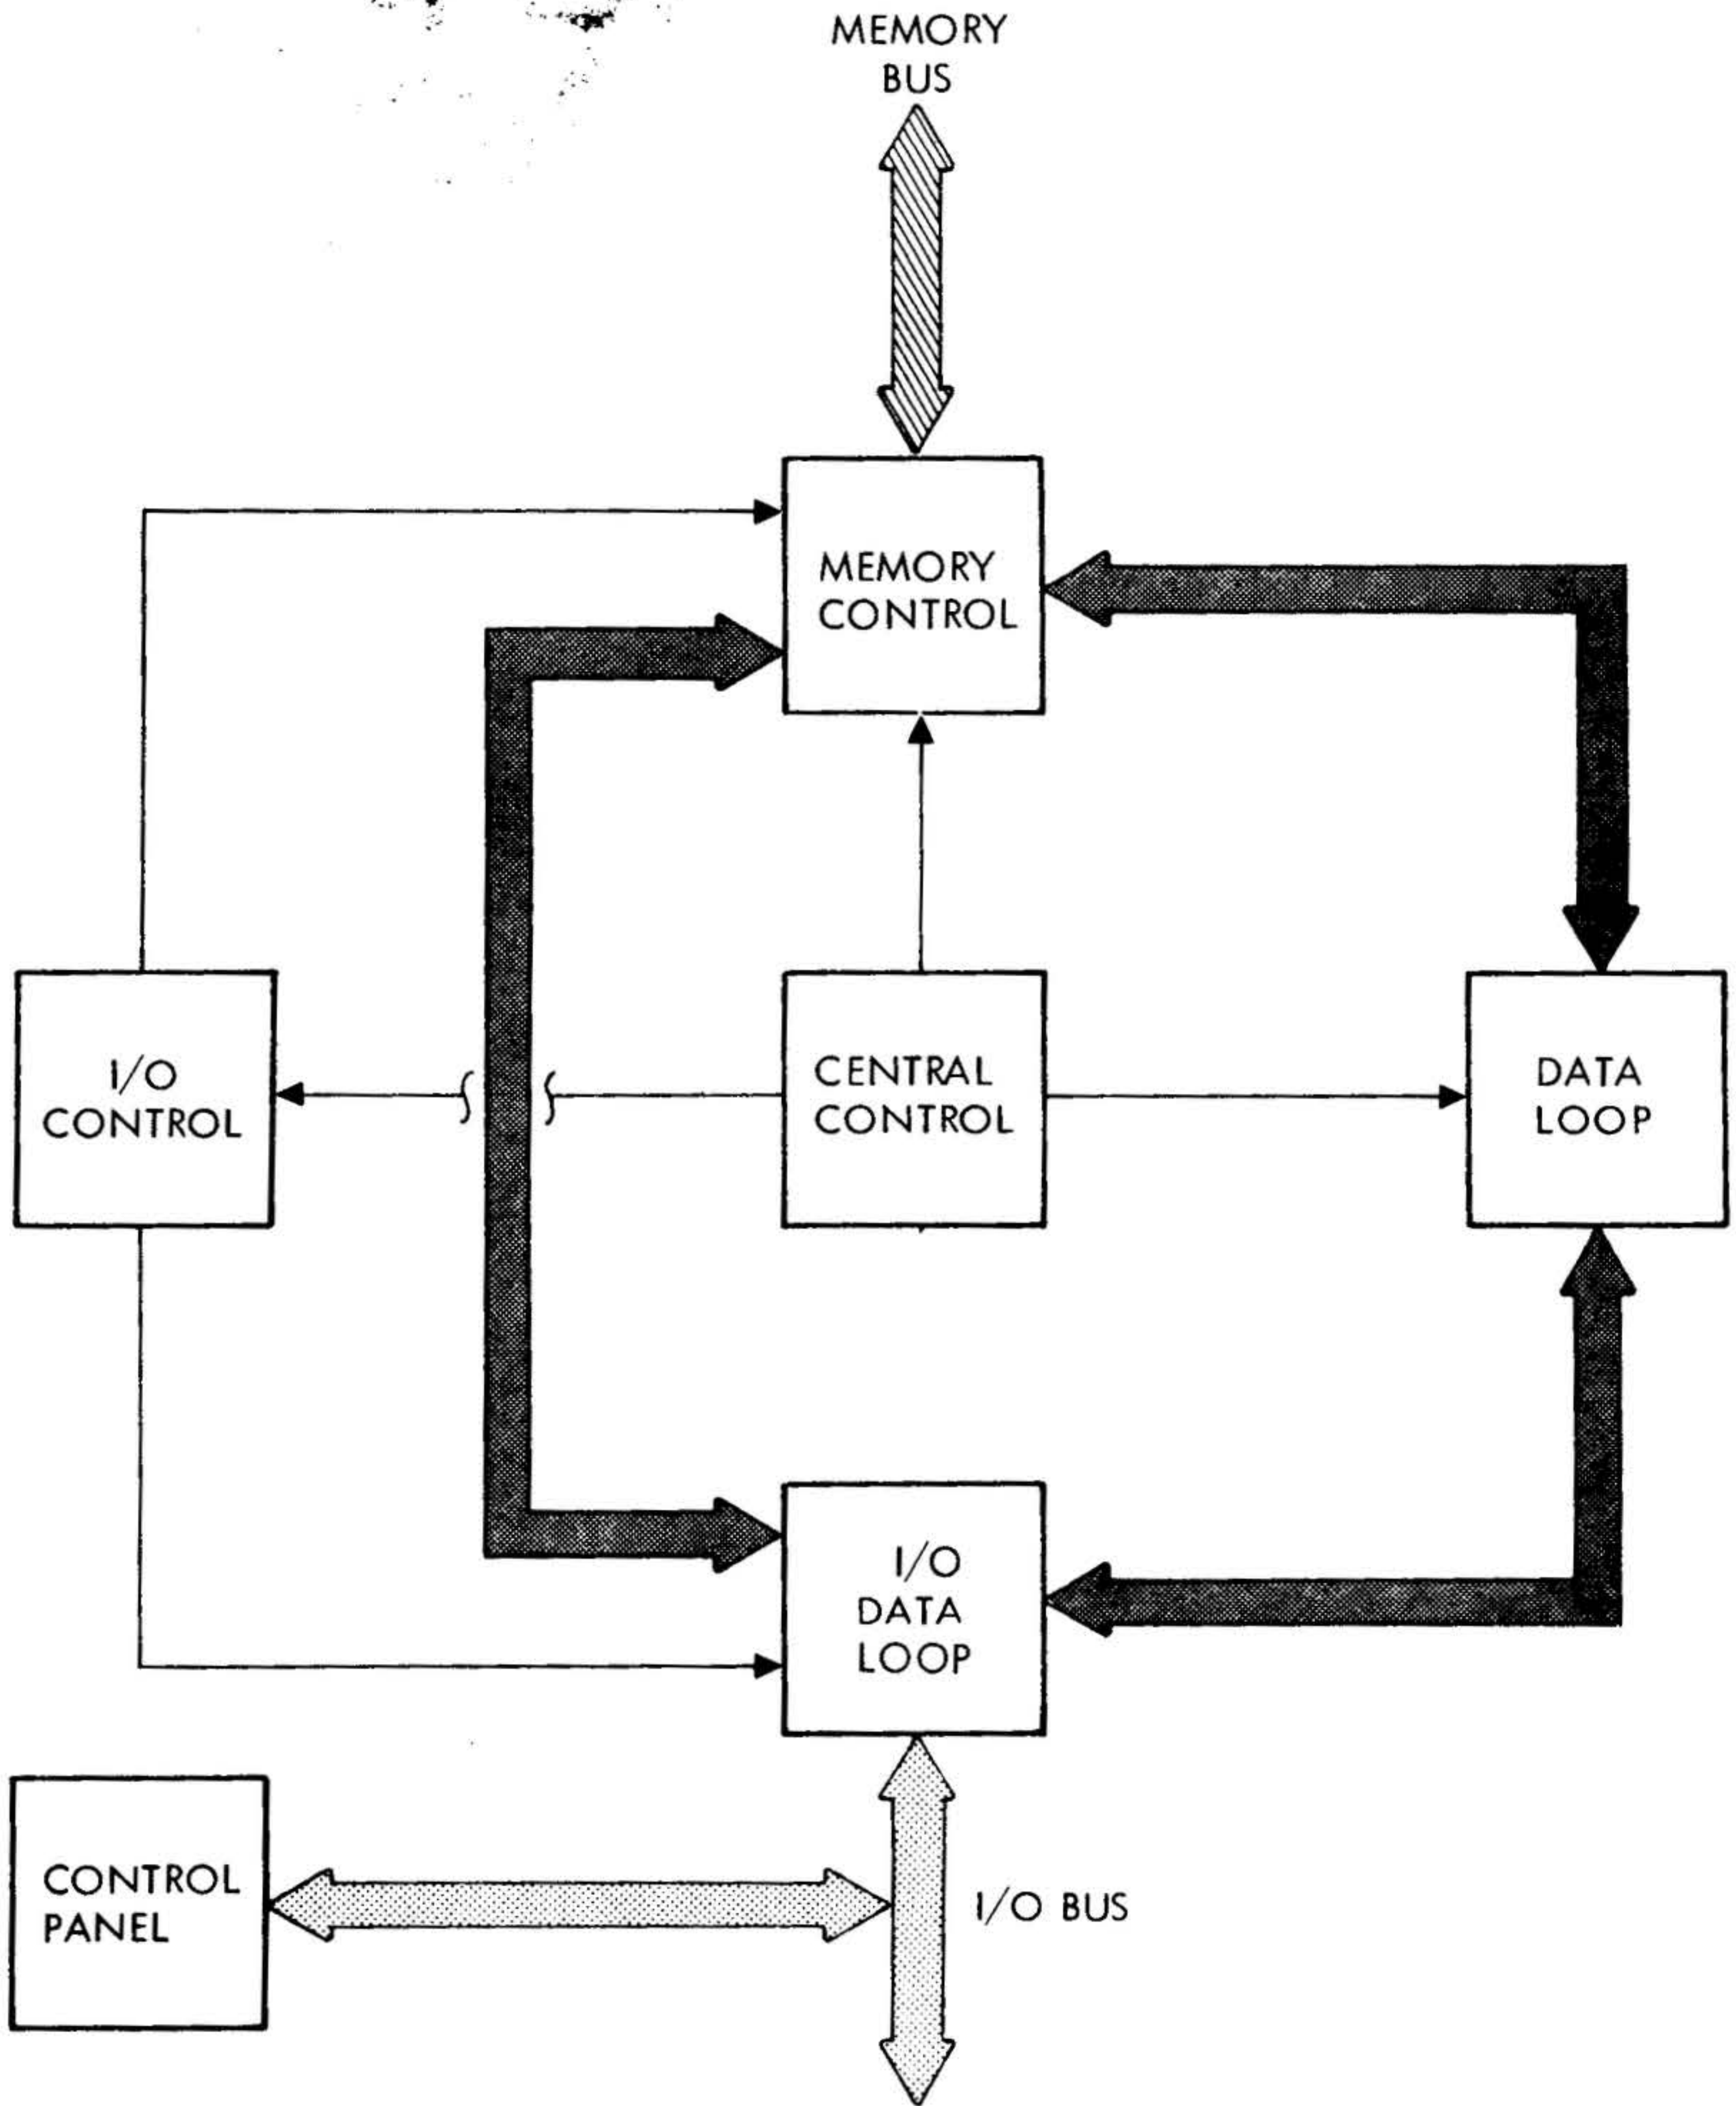 MEMORY
BUS
MEMORY
CONTROL
I/O
CONTROL
CENTRAL
CONTROL
DATA
LOOP
I/O
DATA
LOOP
CONTROL
PANEL
I/O BUS